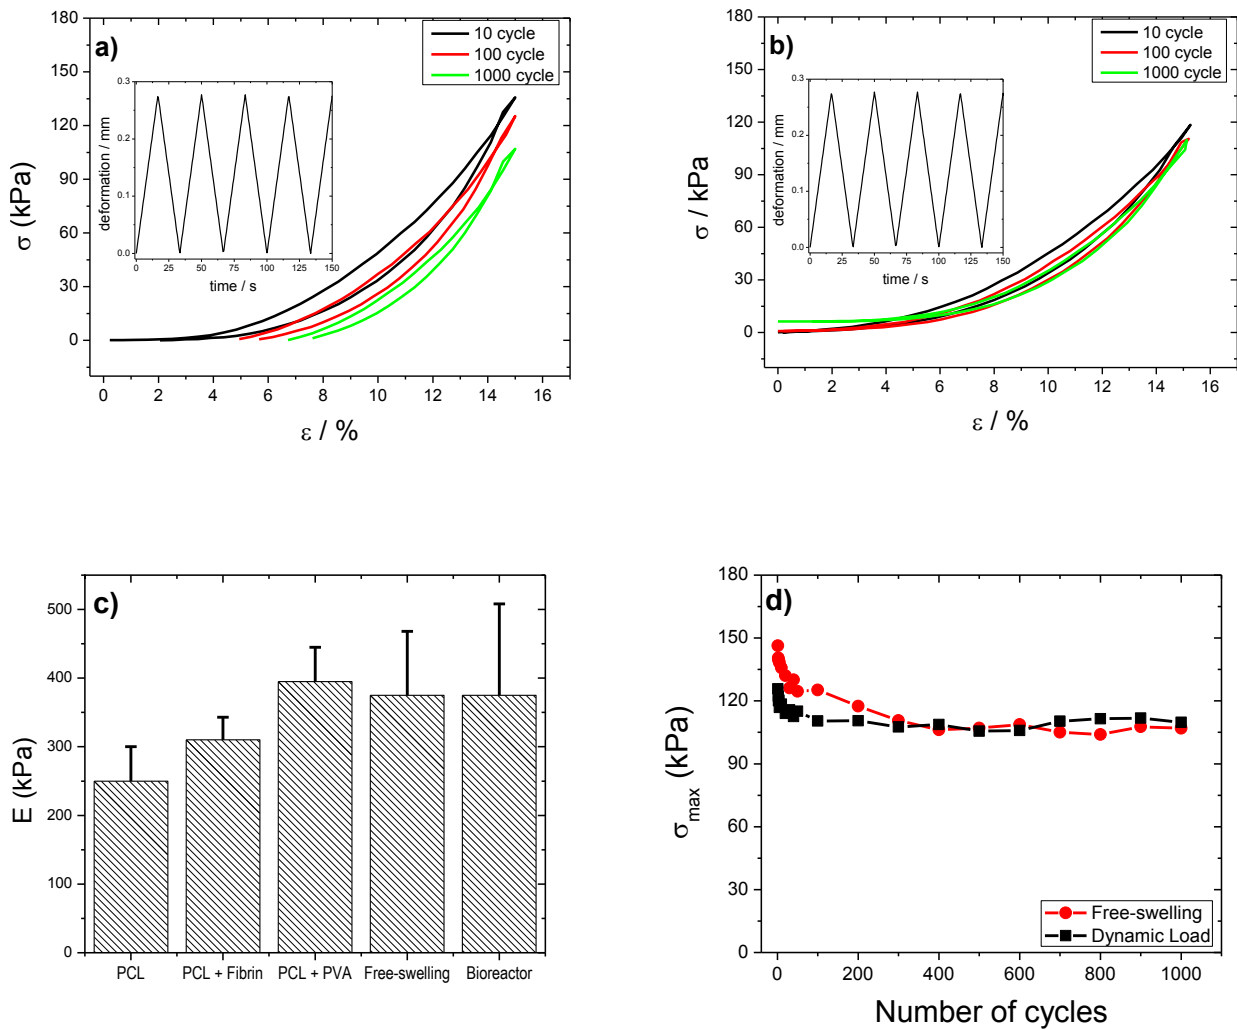 a)
10 cycle
100 cycle
1000 cycle
σ (kPa)
180
150
120
90
60
30
0
0 2 4 6 8 10 12 14 16
ε / %
deformation / mm
0.3
0.2
0.1
0.0
0 25 50 75 100 125 150
time / s
b)
10 cycle
100 cycle
1000 cycle
σ / kPa
180
150
120
90
60
30
0
0 2 4 6 8 10 12 14 16
ε / %
deformation / mm
0.3
0.2
0.1
0.0
0 25 50 75 100 125 150
time / s
c)
E (kPa)
500
400
300
200
100
0
PCL PCL + Fibrin PCL + PVA Free-swelling Bioreactor
d)
σmax (kPa)
180
150
120
90
60
30
0
Free-swelling
Dynamic Load
0 200 400 600 800 1000
Number of cycles